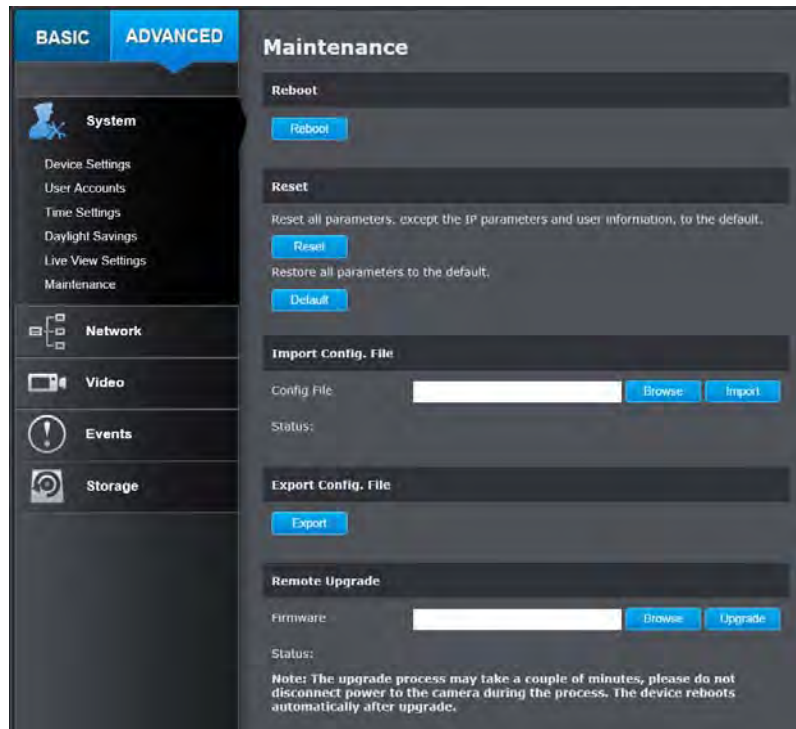 BASIC
ADVANCED
System
Device Settings
User Accounts
Time Settings
Daylight Savings
Live View Settings
Maintenance
Network
Video
Events
Storage
Maintenance
Reboot
Reboot
Reset
Reset all parameters, except the IP parameters and user information, to the default.
Reset
Restore all parameters to the default.
Default
Import Config. File
Config File
Browse
Import
Status:
Export Config. File
Export
Remote Upgrade
Firmware
Browse
Upgrade
Status:
Note: The upgrade process may take a couple of minutes, please do not
disconnect power to the camera during the process. The device reboots
automatically after upgrade.